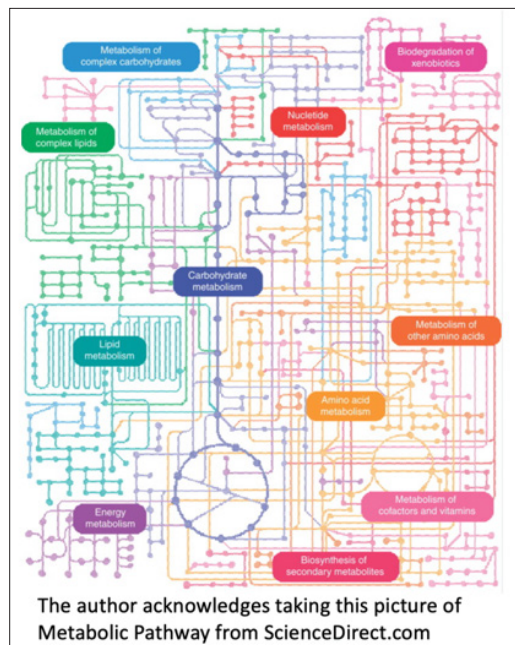 Metabolism of
complex carbohydrates
Biodegradation of
xenobiotics
Nucletide
metabolism
Metabolism of
complex lipids
Carbohydrate
metabolism
Metabolism of
other amino acids
Lipid
metabolism
Amino acid
metabolism
Metabolism of
cofactors and vitamins
Energy
metabolism
Biosynthesis of
secondary metabolites
The author acknowledges taking this picture of
Metabolic Pathway from ScienceDirect.com